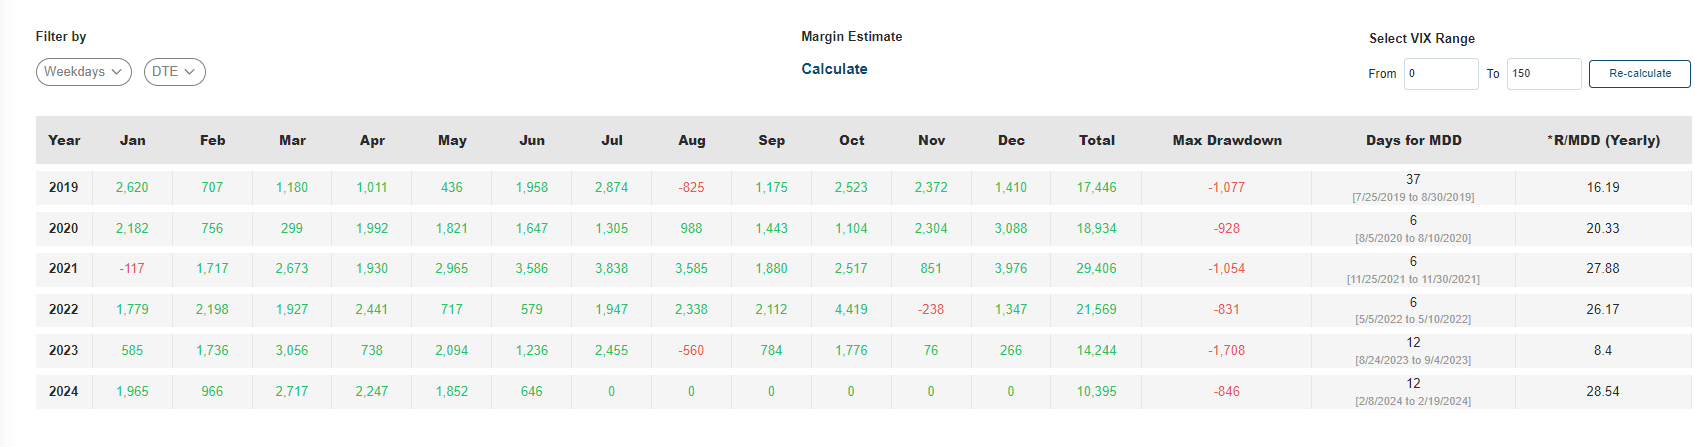 Filter by
Margin Estimate
Select VIX Range
Weekdays DTE
Calculate
From 0 To 150 Re-calculate
Year Jan Feb Mar Apr May Jun Jul Aug Sep Oct Nov Dec Total Max Drawdown Days for MDD *R/MDD (Yearly)
2019 2,620 707 1,180 1,011 436 1,958 2,874 -825 1,175 2,523 2,372 1,410 17,446 -1,077 37 16.19
[7/25/2019 to 8/30/2019]
2020 2,182 756 299 1,992 1,821 1,647 1,305 988 1,443 1,104 2,304 3,088 18,934 -928 6 20.33
[8/5/2020 to 8/10/2020]
2021 -117 1,717 2,673 1,930 2,965 3,586 3,838 3,585 1,880 2,517 851 3,976 29,406 -1,054 6 27.88
[11/25/2021 to 11/30/2021]
2022 1,779 2,198 1,927 2,441 717 579 1,947 2,338 2,112 4,419 -238 1,347 21,569 -831 6 26.17
[5/5/2022 to 5/10/2022]
2023 585 1,736 3,056 738 2,094 1,236 2,455 -560 784 1,776 76 266 14,244 -1,708 12 8.4
[8/24/2023 to 9/4/2023]
2024 1,965 966 2,717 2,247 1,852 646 0 0 0 0 0 0 10,395 -846 12 28.54
[2/8/2024 to 2/19/2024]